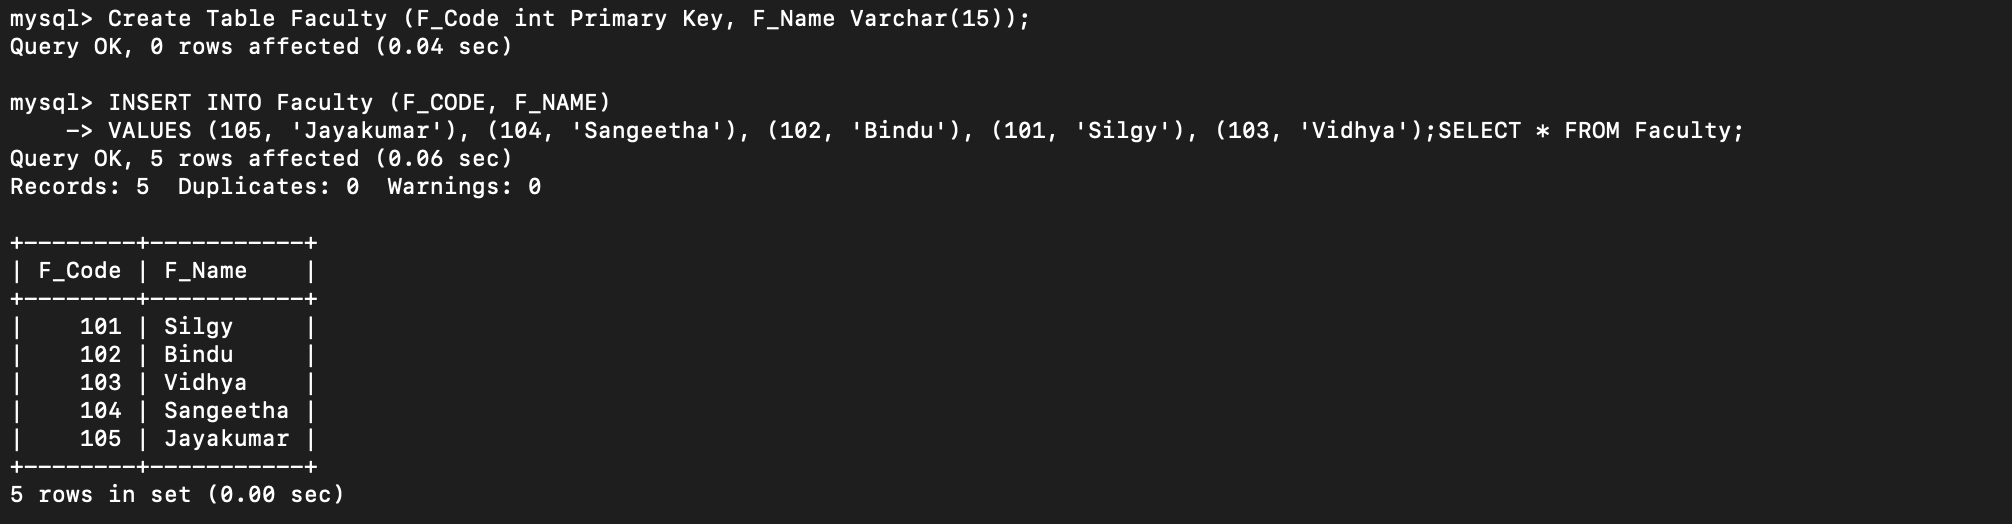 mysql> Create Table Faculty (F_Code int Primary Key, F_Name Varchar(15));
Query OK, 0 rows affected (0.04 sec)
mysql> INSERT INTO Faculty (F_CODE, F_NAME)
    -> VALUES (105, 'Jayakumar'), (104, 'Sangeetha'), (102, 'Bindu'), (101, 'Silgy'), (103, 'Vidhya');SELECT * FROM Faculty;
Query OK, 5 rows affected (0.06 sec)
Records: 5  Duplicates: 0  Warnings: 0
+--------+-----------+
| F_Code | F_Name    |
+--------+-----------+
|    101 | Silgy     |
|    102 | Bindu     |
|    103 | Vidhya    |
|    104 | Sangeetha |
|    105 | Jayakumar |
+--------+-----------+
5 rows in set (0.00 sec)